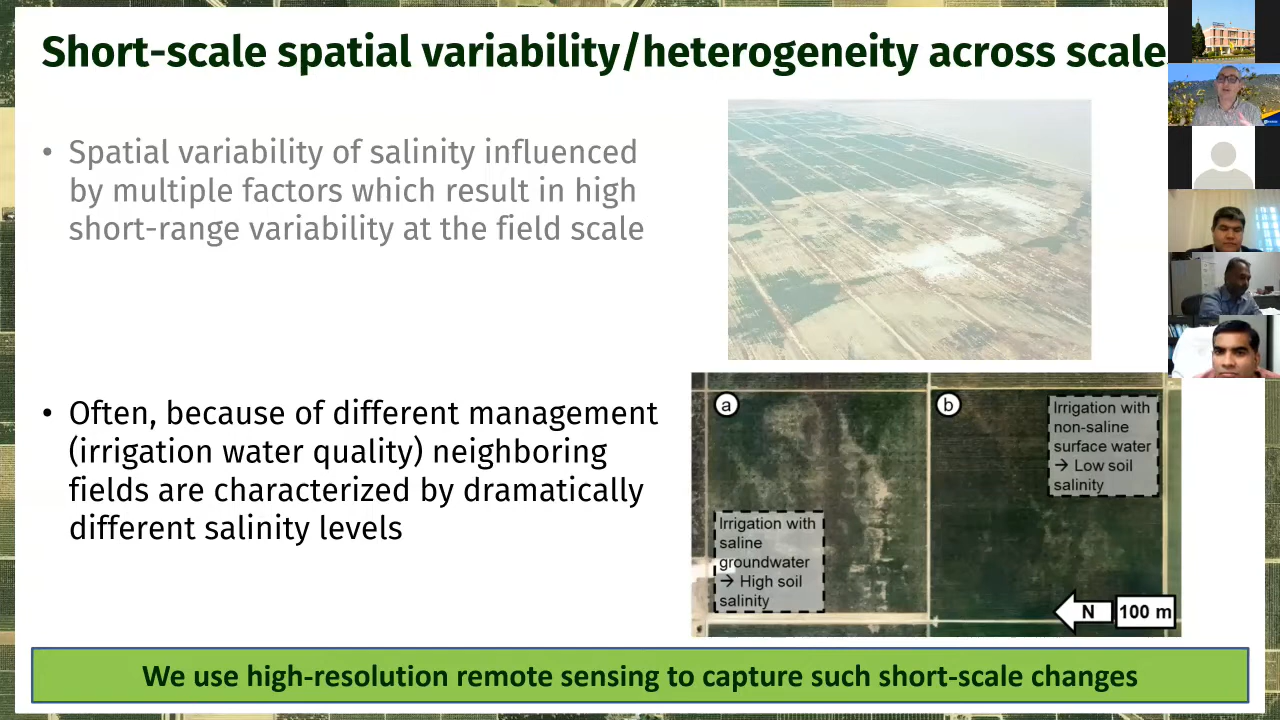 Short-scale spatial variability/heterogeneity across scale
• Spatial variability of salinity influenced
by multiple factors which result in high
short-range variability at the field scale
• Often, because of different management
(irrigation water quality) neighboring
fields are characterized by dramatically
different salinity levels
a
Irrigation with
saline
groundwater
→ High soil
salinity
b
Irrigation with
non-saline
surface water
→ Low soil
salinity
N
100 m
We use high-resolution remote sensing to capture such short-scale changes